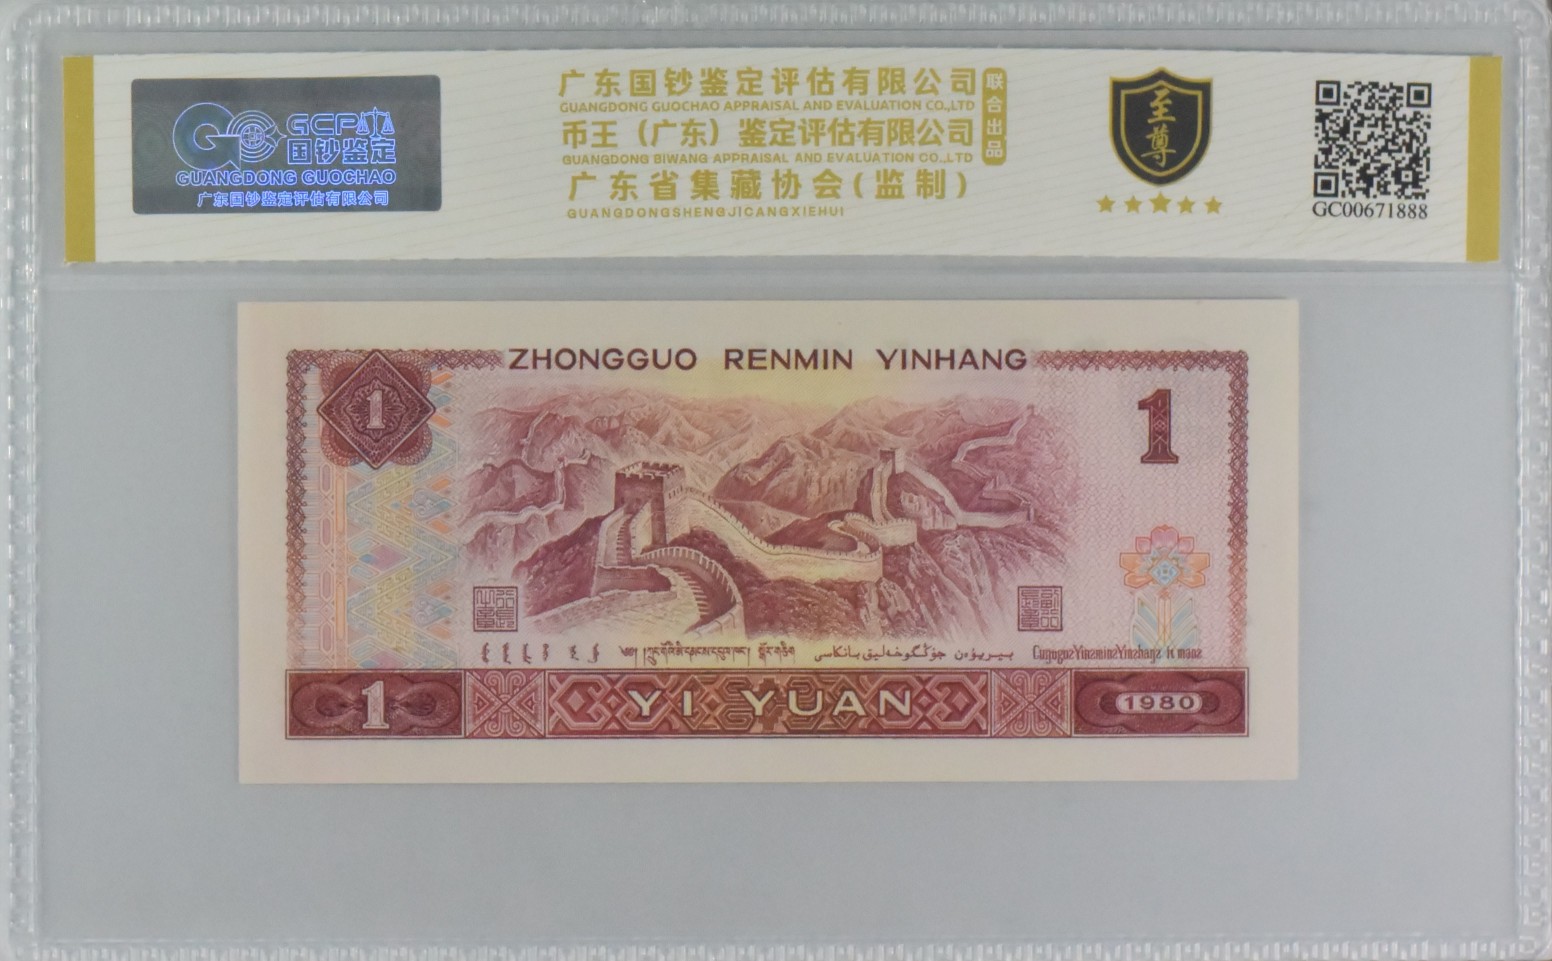 GCP
国钞鉴定
GUANGDONG GUOCHAO
广东国钞鉴定评估有限公司
广东国钞鉴定评估有限公司
GUANGDONG GUOCHAO APPRAISAL AND EVALUATION CO.,LTD
币王（广东）鉴定评估有限公司
GUANGDONG BIWANG APPRAISAL AND EVALUATION CO.,LTD
联合出品
广东省集藏协会(监制)
GUANGDONGSHENGJICANGXIEHUI
至尊
GC00671888
ZHONGGUO RENMIN YINHANG
1
1
YI YUAN
1
1980